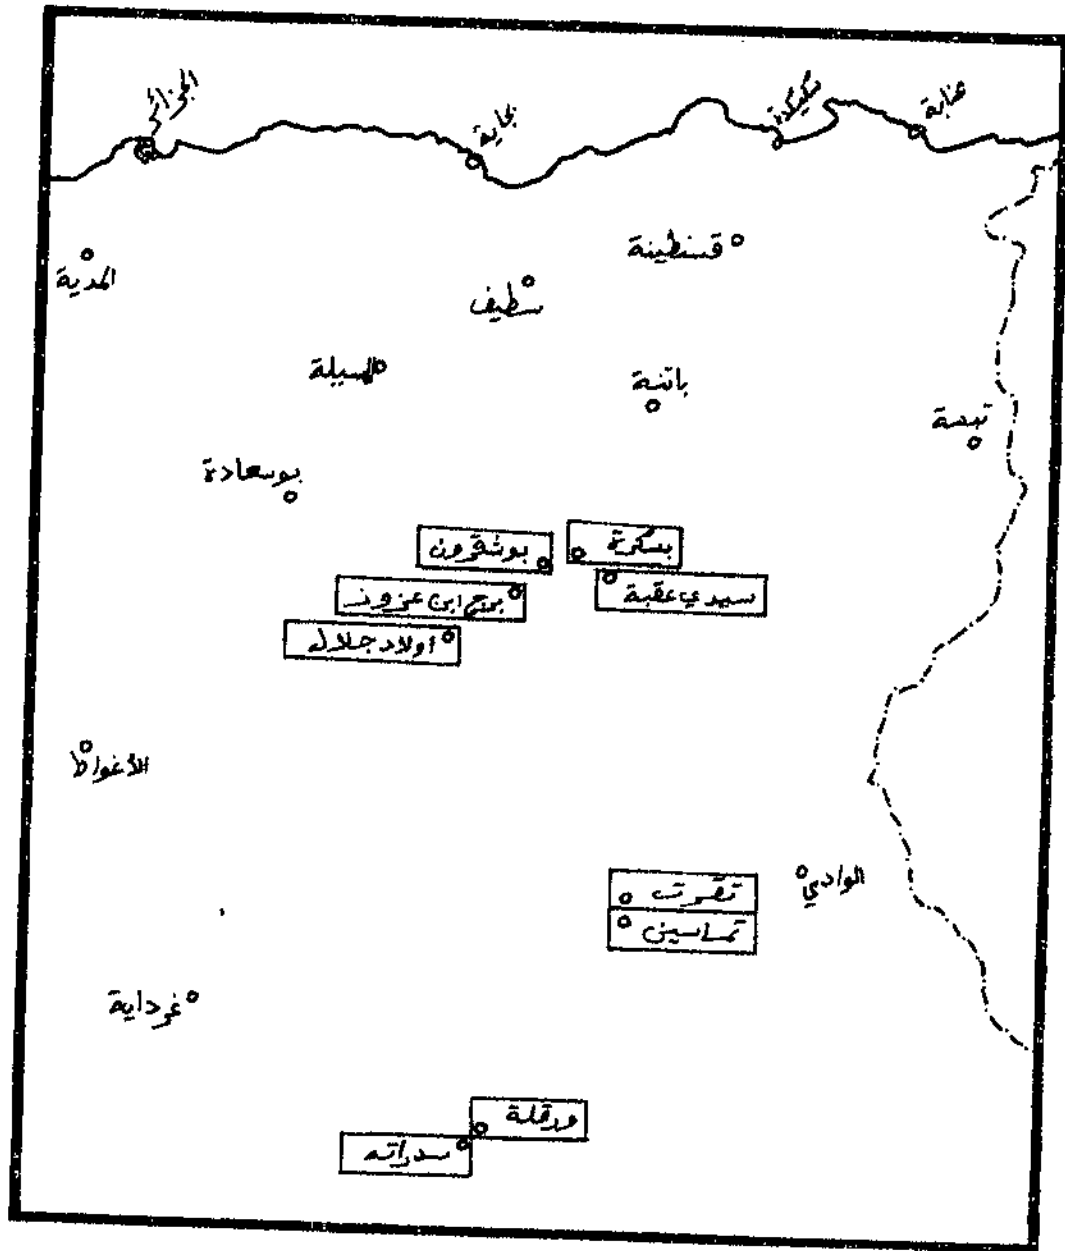 عنابة
سكيكدة
بجاية
الجزائر
قسنطينة
المدية
سطيف
المسيلة
باتنة
تبسة
بوسعادة
بسكرة
بوشقرون
سيدي عقبة
برج ابن عزوز
أولاد جلال
الأغواط
الوادي
تقرت
تماسين
غرداية
ورقلة
سدراته